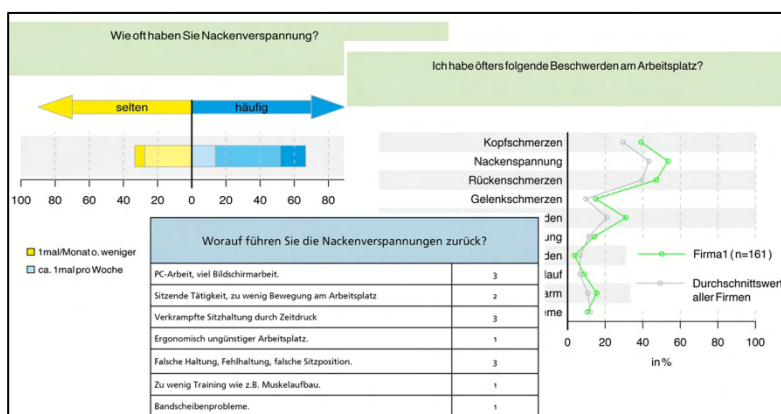 Wie oft haben Sie Nackenverspannung?
selten
häufig
100 80 60 40 20 0 20 40 60 80
%
1mal/Monat o. weniger
ca. 1mal pro Woche
Ich habe öfters folgende Beschwerden am Arbeitsplatz?
Kopfschmerzen
Nackenspannung
Rückenschmerzen
Gelenkschmerzen
den
ung
den
lauf
arm
eme
Firma1 (n=161)
Durchschnittswert
aller Firmen
0 20 40 60 80 100
in %
Worauf führen Sie die Nackenverspannungen zurück?
PC-Arbeit, viel Bildschirmarbeit. 3
Sitzende Tätigkeit, zu wenig Bewegung am Arbeitsplatz 2
Verkrampfte Sitzhaltung durch Zeitdruck 3
Ergonomisch ungünstiger Arbeitsplatz. 1
Falsche Haltung, Fehlhaltung, falsche Sitzposition. 3
Zu wenig Training wie z.B. Muskelaufbau. 1
Bandscheibenprobleme. 1